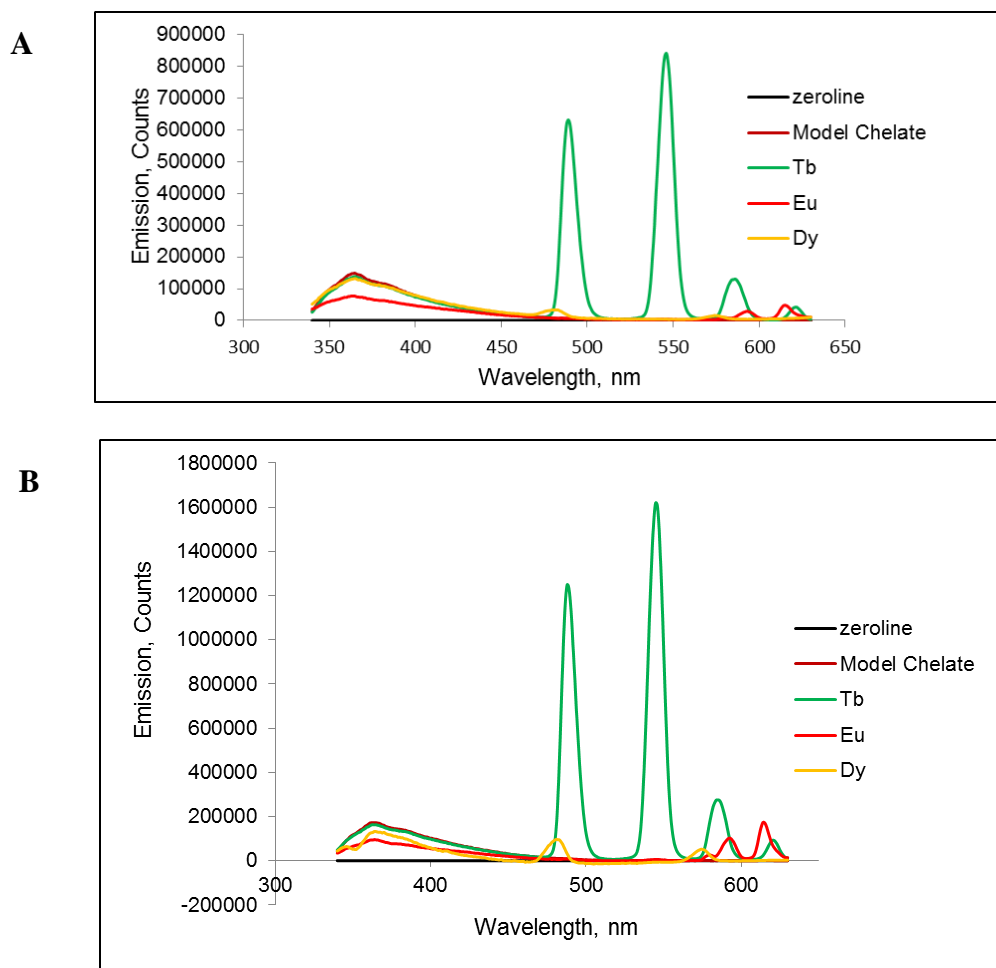 A
900000
800000
700000
600000
500000
400000
300000
200000
100000
0
Emission, Counts
300 350 400 450 500 550 600 650
Wavelength, nm
zeroline
Model Chelate
Tb
Eu
Dy
B
1800000
1600000
1400000
1200000
1000000
800000
600000
400000
200000
0
-200000
Emission, Counts
300 400 500 600
Wavelength, nm
zeroline
Model Chelate
Tb
Eu
Dy